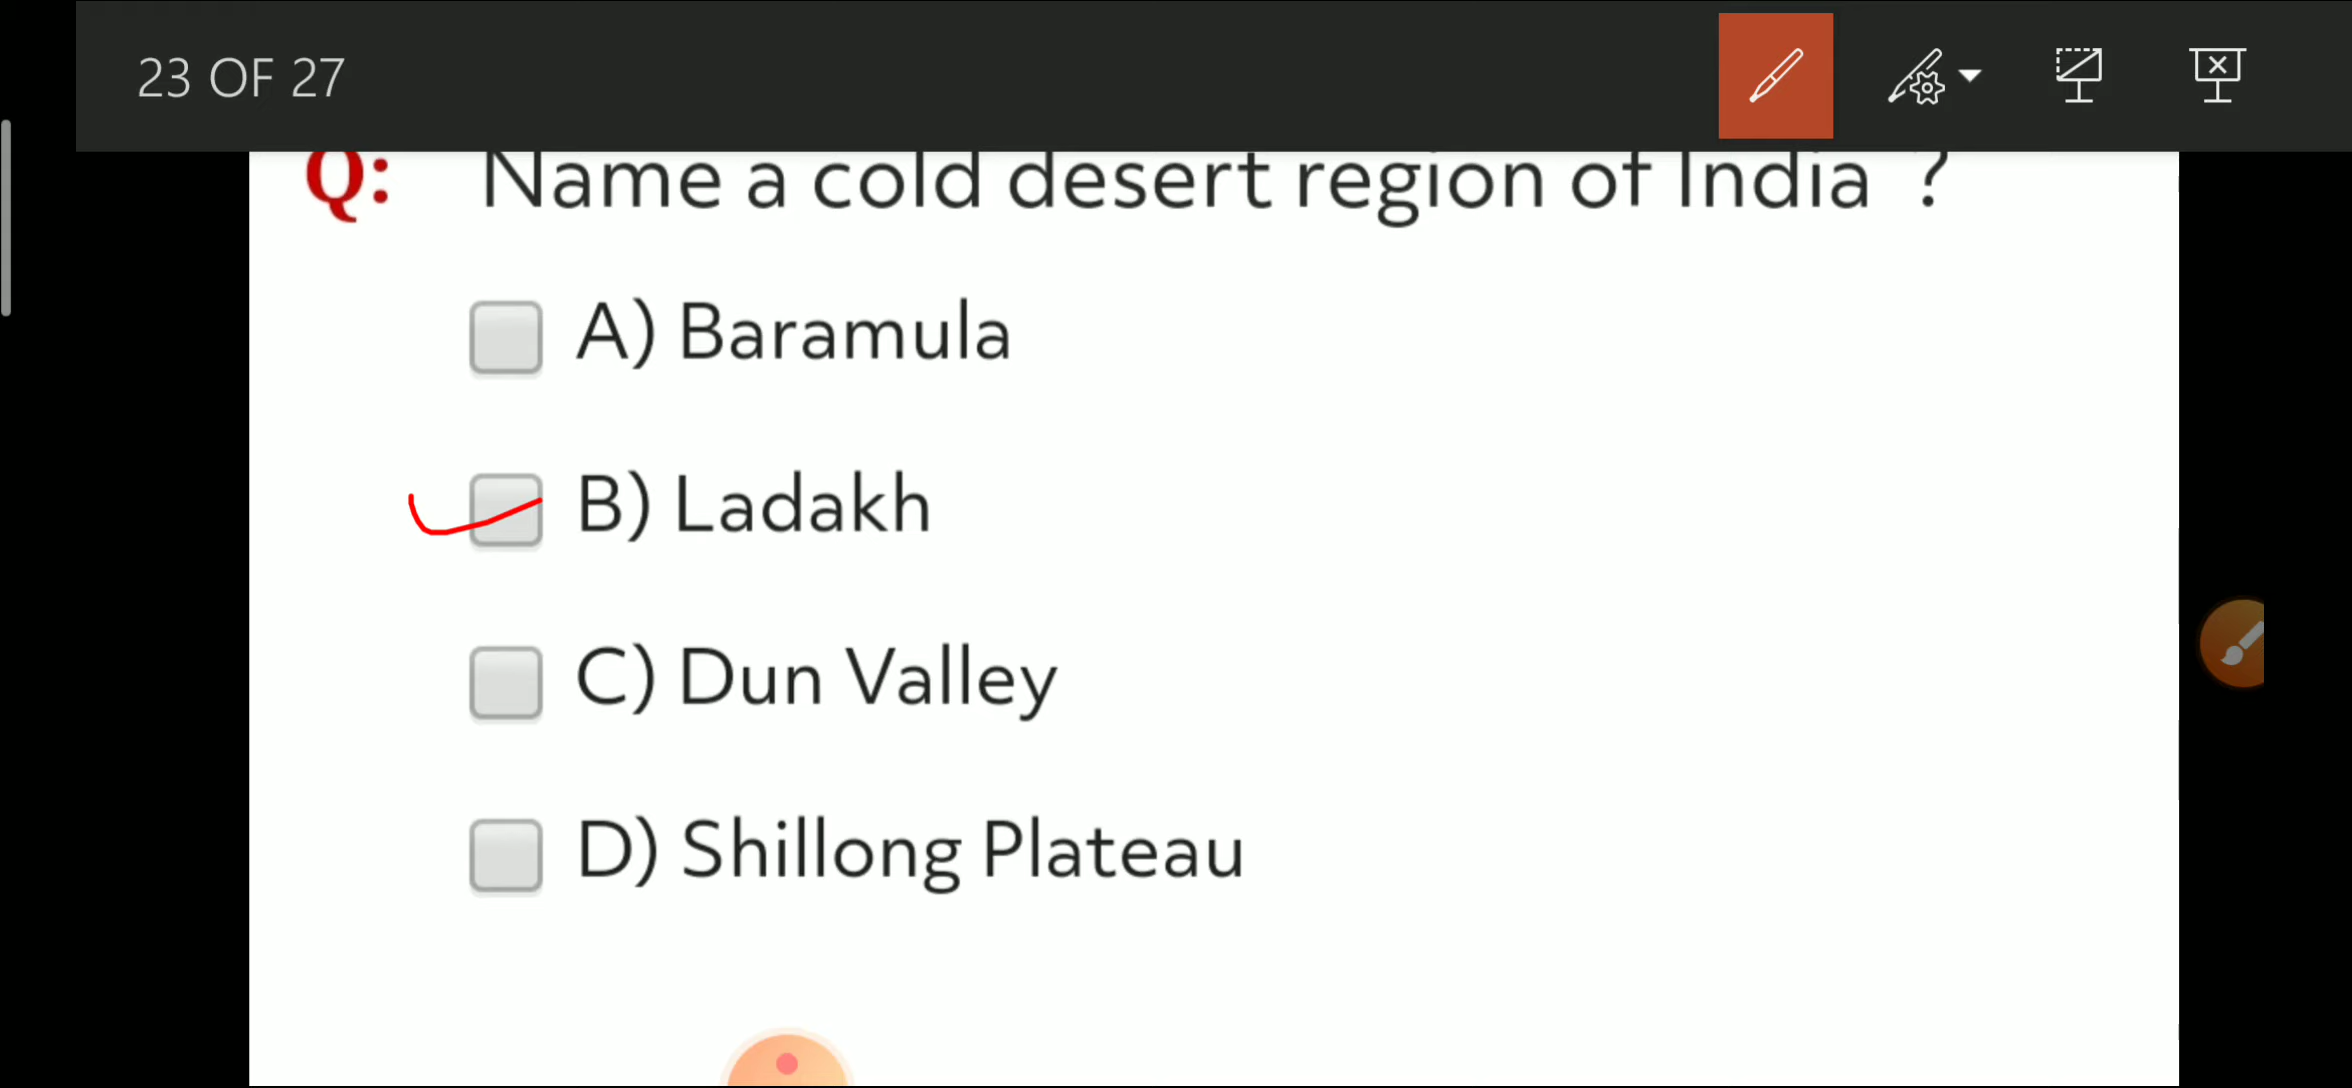 23 OF 27
Q: Name a cold desert region of India ?
A) Baramula
B) Ladakh
C) Dun Valley
D) Shillong Plateau